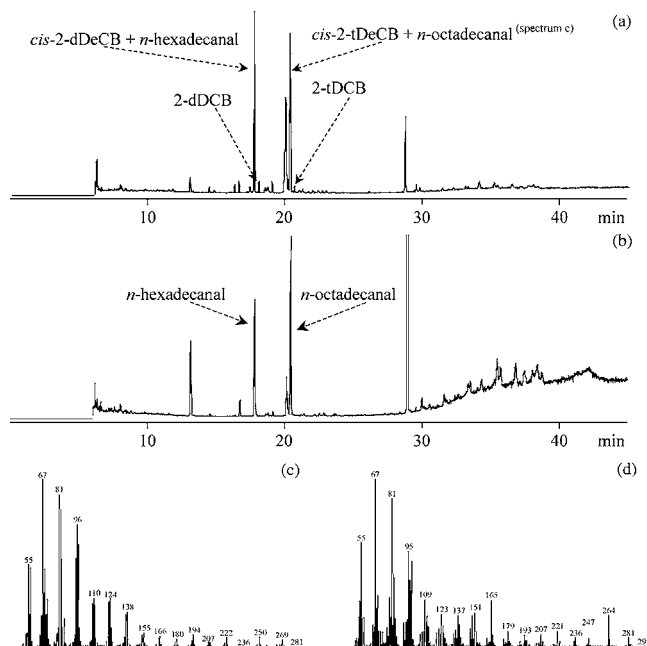 (a)
cis-2-dDeCB + n-hexadecanal
cis-2-tDeCB + n-octadecanal (spectrum c)
2-dDCB
2-tDCB
10 20 30 40 min
(b)
n-hexadecanal
n-octadecanal
10 20 30 40 min
(c)
67
81
96
55
110
124
138
155
166
180
194
207
222
236
250
269
281
(d)
67
81
55
95
109
123
137
151
165
179
193
207
221
236
247
264
281